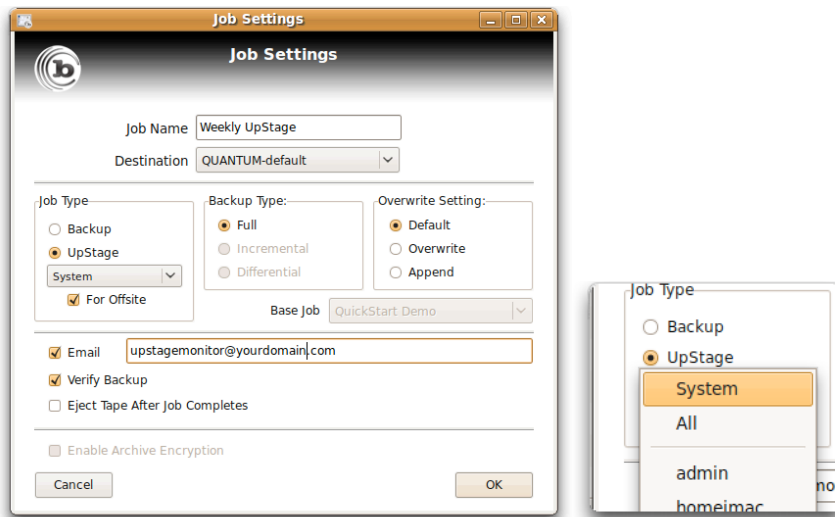 Job Settings
Job Settings
Job Name Weekly UpStage
Destination QUANTUM-default
Job Type
Backup
UpStage
System
For Offsite
Backup Type:
Full
Incremental
Differential
Overwrite Setting:
Default
Overwrite
Append
Base Job QuickStart Demo
Email upstagemonitor@yourdomain.com
Verify Backup
Eject Tape After Job Completes
Enable Archive Encryption
Cancel OK
Job Type
Backup
UpStage
System
All
admin
mo
homeimac